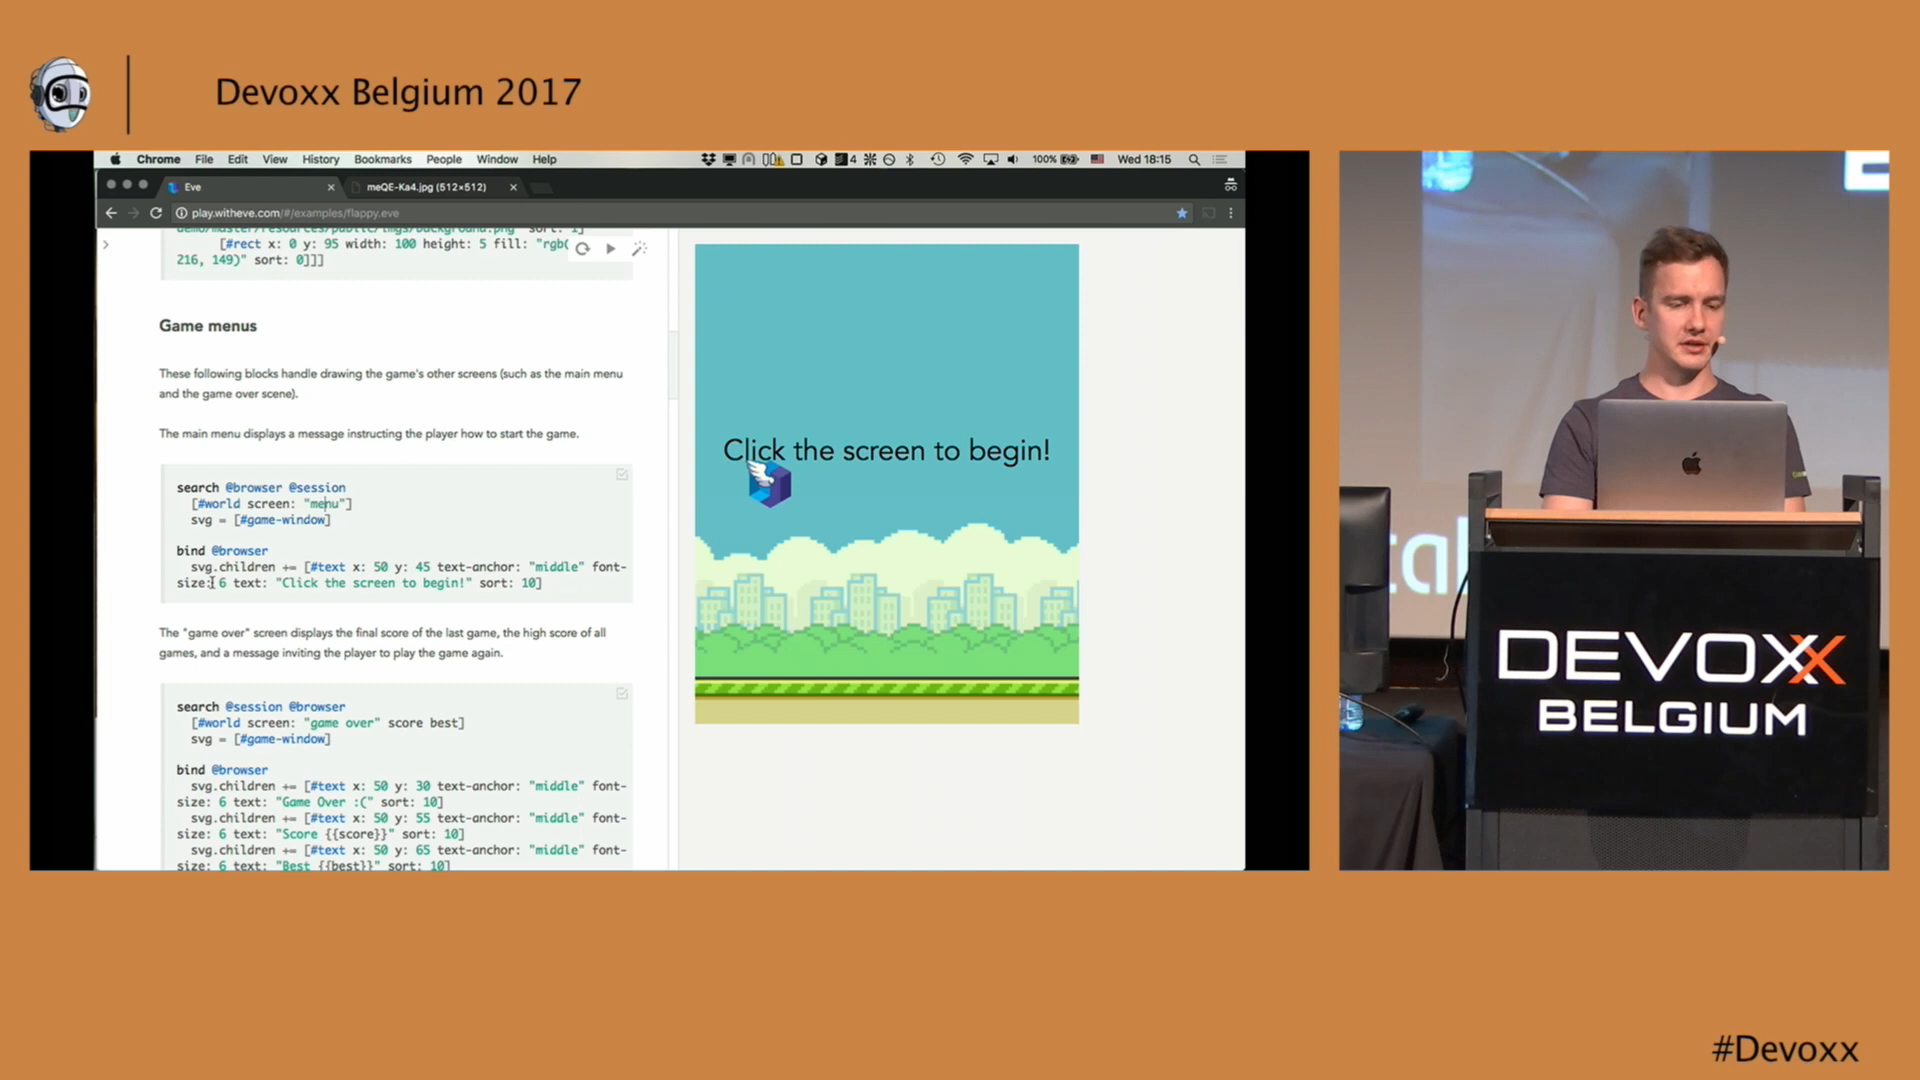 Devoxx Belgium 2017
Chrome File Edit View History Bookmarks People Window Help
4 100% Wed 18:15
Eve
meQE-Ka4.jpg (512×512)
play.witheve.com/#/examples/flappy.eve
demo/master/resources/public/imgs/background.png" sort: 1]
[#rect x: 0 y: 95 width: 100 height: 5 fill: "rgb(
216, 149)" sort: 0]]]
Game menus
These following blocks handle drawing the game's other screens (such as the main menu
and the game over scene).
The main menu displays a message instructing the player how to start the game.
search @browser @session
[#world screen: "menu"]
svg = [#game-window]
bind @browser
svg.children += [#text x: 50 y: 45 text-anchor: "middle" font-
size: 6 text: "Click the screen to begin!" sort: 10]
The "game over" screen displays the final score of the last game, the high score of all
games, and a message inviting the player to play the game again.
search @session @browser
[#world screen: "game over" score best]
svg = [#game-window]
bind @browser
svg.children += [#text x: 50 y: 30 text-anchor: "middle" font-
size: 6 text: "Game Over :(" sort: 10]
svg.children += [#text x: 50 y: 55 text-anchor: "middle" font-
size: 6 text: "Score {{score}}" sort: 10]
svg.children += [#text x: 50 y: 65 text-anchor: "middle" font-
size: 6 text: "Best {{best}}" sort: 10]
Click the screen to begin!
DEVOXX
BELGIUM
#Devoxx